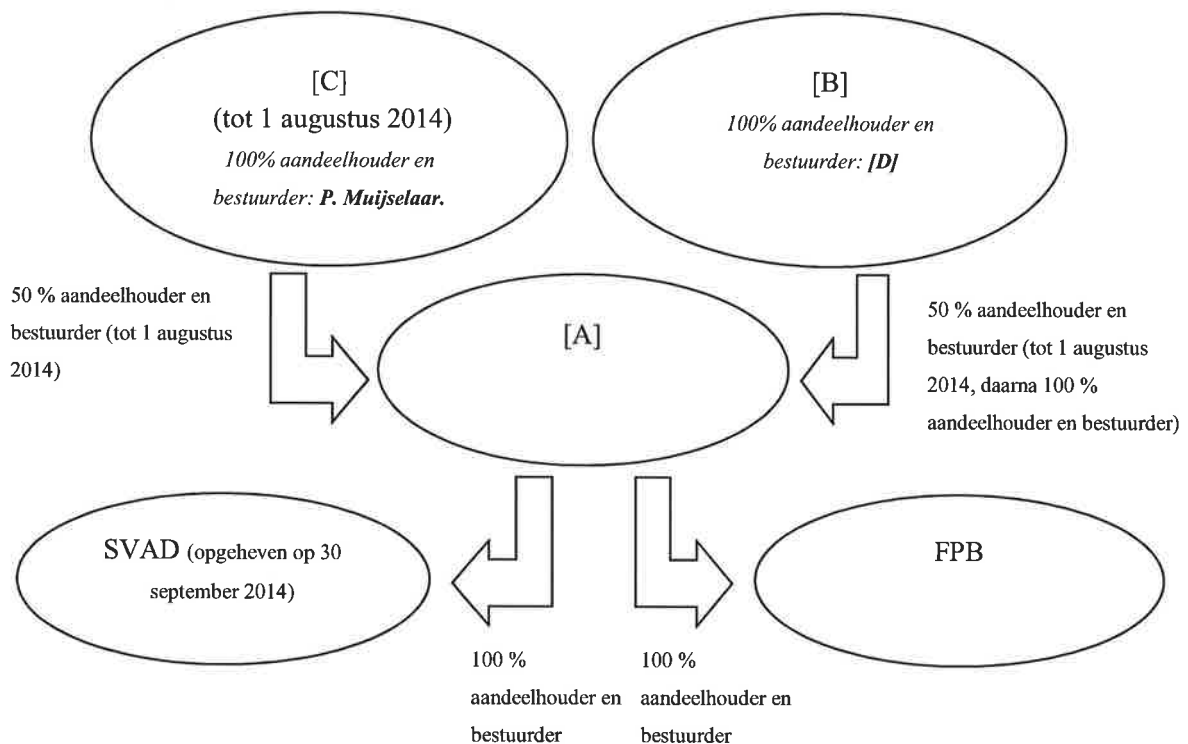 [C]
(tot 1 augustus 2014)
100% aandeelhouder en
bestuurder: P. Muijselaar.
[B]
100% aandeelhouder en
bestuurder: [D]
50 % aandeelhouder en
bestuurder (tot 1 augustus
2014)
[A]
50 % aandeelhouder en
bestuurder (tot 1 augustus
2014, daarna 100 %
aandeelhouder en bestuurder)
SVAD (opgeheven op 30
september 2014)
FPB
100 %
aandeelhouder en
bestuurder
100 %
aandeelhouder en
bestuurder